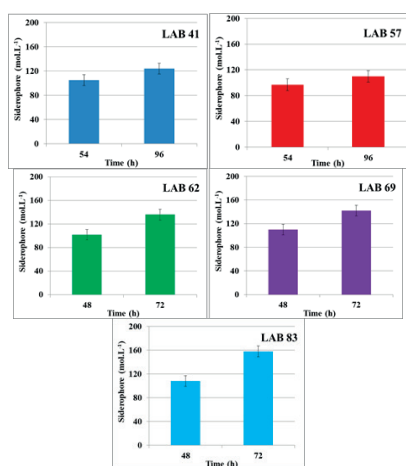 LAB 41
Siderophore (mol.L⁻¹)
200
160
120
80
40
0
54 96
Time (h)
LAB 57
Siderophore (mol.L⁻¹)
200
160
120
80
40
0
54 96
Time (h)
LAB 62
Siderophore (mol.L⁻¹)
200
160
120
80
40
0
48 72
Time (h)
LAB 69
Siderophore (mol.L⁻¹)
200
160
120
80
40
0
48 72
Time (h)
LAB 83
Siderophore (mol.L⁻¹)
200
160
120
80
40
0
48 72
Time (h)